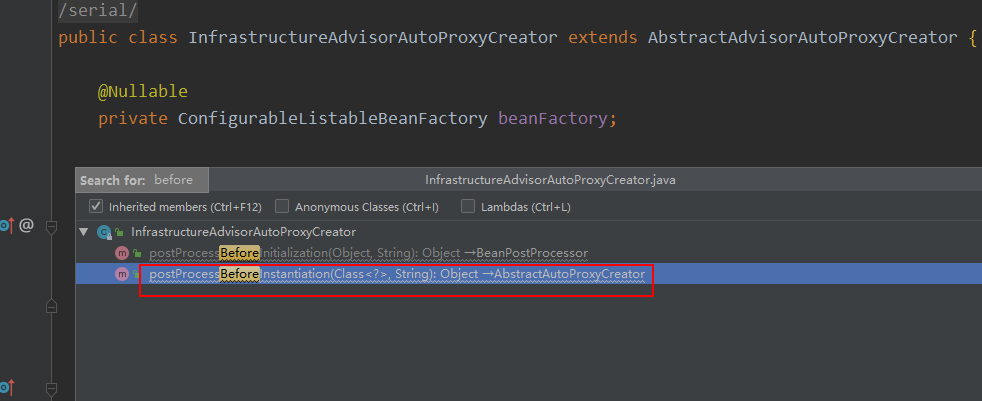 /serial/
public class InfrastructureAdvisorAutoProxyCreator extends AbstractAdvisorAutoProxyCreator {
@Nullable
private ConfigurableListableBeanFactory beanFactory;
Search for: before InfrastructureAdvisorAutoProxyCreator.java
Inherited members (Ctrl+F12) Anonymous Classes (Ctrl+I) Lambdas (Ctrl+L)
InfrastructureAdvisorAutoProxyCreator
m postProcessBeforeInitialization(Object, String): Object →BeanPostProcessor
m postProcessBeforeInstantiation(Class<?>, String): Object →AbstractAutoProxyCreator
@